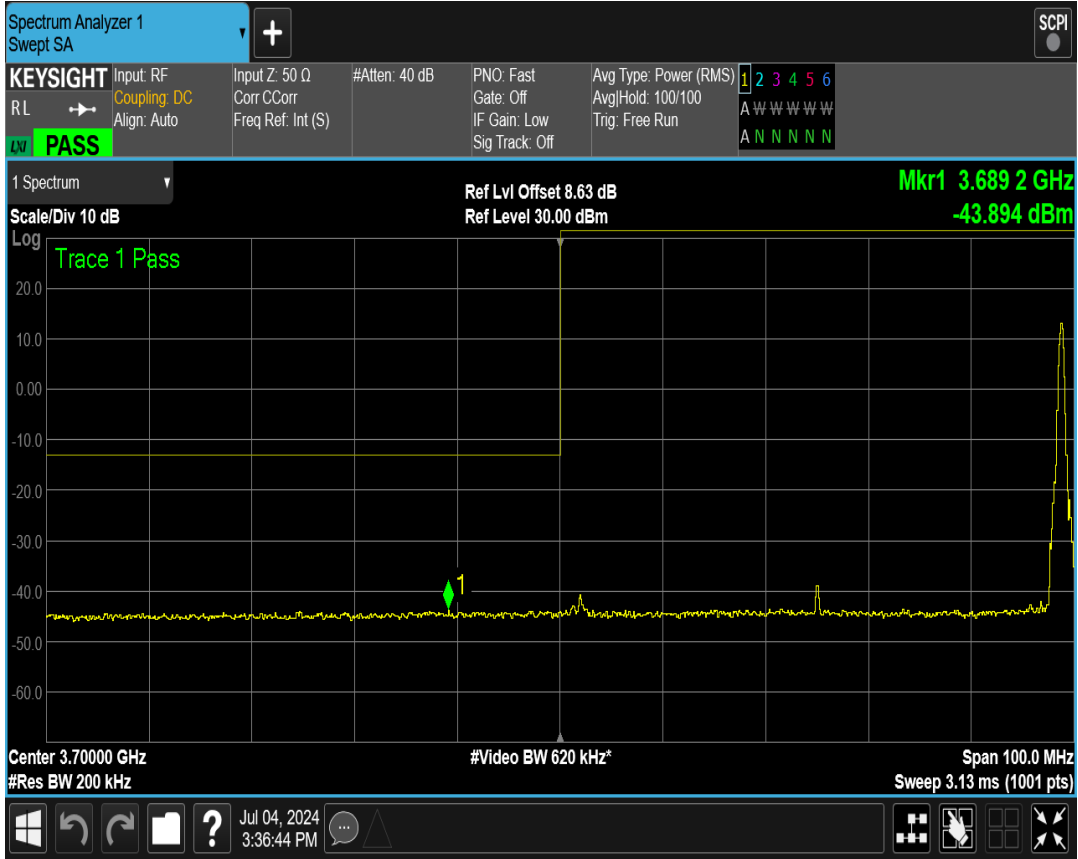 Spectrum Analyzer 1
Swept SA
SCPI
KEYSIGHT
R L
LXI PASS
Input: RF
Coupling: DC
Align: Auto
Input Z: 50 Ω
Corr CCorr
Freq Ref: Int (S)
#Atten: 40 dB
PNO: Fast
Gate: Off
IF Gain: Low
Sig Track: Off
Avg Type: Power (RMS)
Avg|Hold: 100/100
Trig: Free Run
1 2 3 4 5 6
A W W W W W
A N N N N N
1 Spectrum
Scale/Div 10 dB
Ref Lvl Offset 8.63 dB
Ref Level 30.00 dBm
Mkr1 3.689 2 GHz
-43.894 dBm
Log
Trace 1 Pass
20.0
10.0
0.00
-10.0
-20.0
-30.0
-40.0
1
-50.0
-60.0
Center 3.70000 GHz
#Video BW 620 kHz*
Span 100.0 MHz
#Res BW 200 kHz
Sweep 3.13 ms (1001 pts)
?
Jul 04, 2024
3:36:44 PM